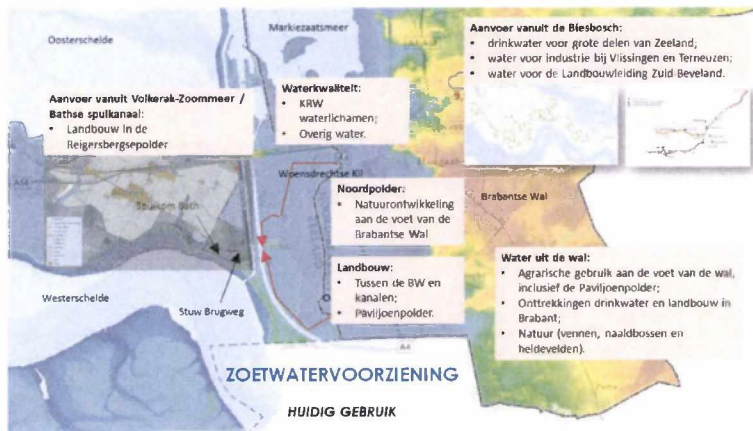 Oosterschelde
Markiezaatsmeer
Aanvoer vanuit de Biesbosch:
• drinkwater voor grote delen van Zeeland;
• water voor industrie bij Vlissingen en Terneuzen;
• water voor de Landbouwleiding Zuid-Beveland.
Aanvoer vanuit Volkerak-Zoommeer /
Bathse spuikanaal:
• Landbouw in de
Reigersbergsepolder
Waterkwaliteit:
• KRW
waterlichamen;
• Overig water.
Woensdrechtse Kil
Noordpolder:
• Natuurontwikkeling
aan de voet van de
Brabantse Wal
Brabantse Wal
Spuikom Bath
Landbouw:
• Tussen de BW en
kanalen;
• Paviljoenpolder.
Water uit de wal:
• Agrarische gebruik aan de voet van de wal,
inclusief de Paviljoenpolder;
• Onttrekkingen drinkwater en landbouw in
Brabant;
• Natuur (vennen, naaldbossen en
heidevelden).
Westerschelde
Stuw Brugweg
A4
ZOETWATERVOORZIENING
HUIDIG GEBRUIK